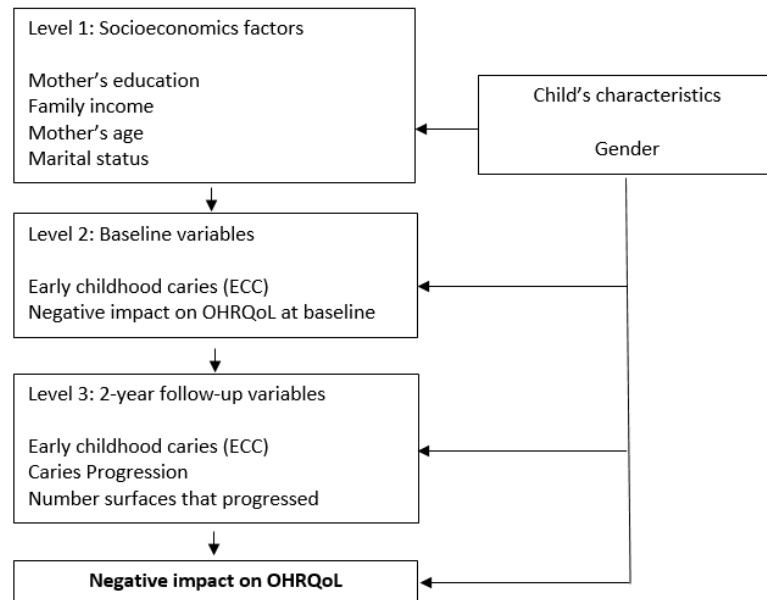 Level 1: Socioeconomics factors
Mother's education
Family income
Mother's age
Marital status
Child's characteristics
Gender
Level 2: Baseline variables
Early childhood caries (ECC)
Negative impact on OHRQoL at baseline
Level 3: 2-year follow-up variables
Early childhood caries (ECC)
Caries Progression
Number surfaces that progressed
Negative impact on OHRQoL